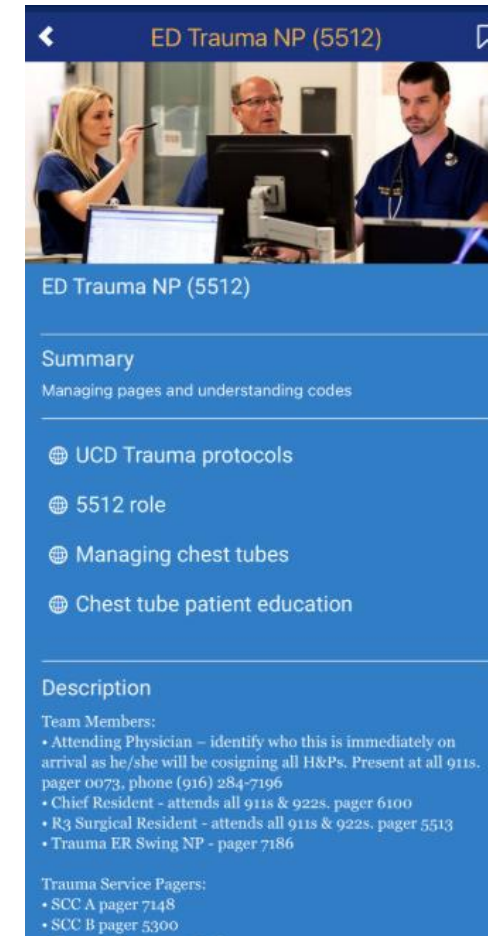 ED Trauma NP (5512)
ED Trauma NP (5512)
Summary
Managing pages and understanding codes
UCD Trauma protocols
5512 role
Managing chest tubes
Chest tube patient education
Description
Team Members:
• Attending Physician – identify who this is immediately on
arrival as he/she will be cosigning all H&Ps. Present at all 911s.
pager 0073, phone (916) 284-7196
• Chief Resident - attends all 911s & 922s. pager 6100
• R3 Surgical Resident - attends all 911s & 922s. pager 5513
• Trauma ER Swing NP - pager 7186
Trauma Service Pagers:
• SCC A pager 7148
• SCC B pager 5300